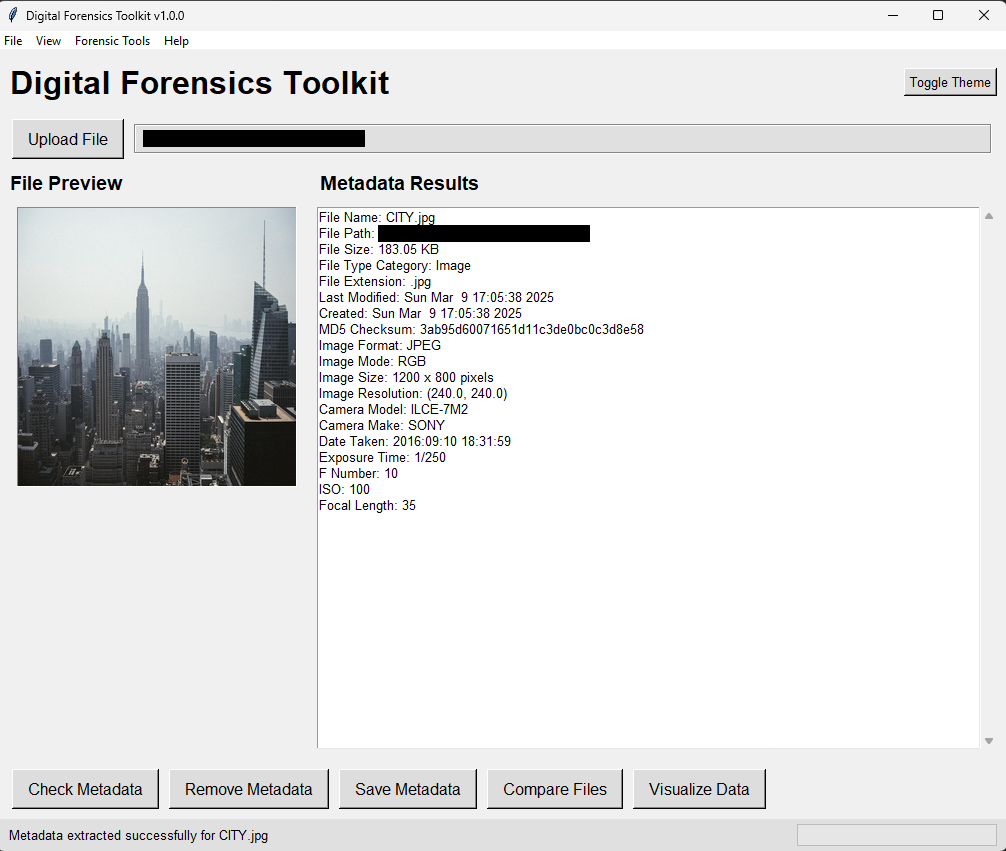 Digital Forensics Toolkit v1.0.0
File View Forensic Tools Help
Digital Forensics Toolkit
Toggle Theme
Upload File
File Preview
Metadata Results
File Name: CITY.jpg
File Path:
File Size: 183.05 KB
File Type Category: Image
File Extension: .jpg
Last Modified: Sun Mar  9 17:05:38 2025
Created: Sun Mar  9 17:05:38 2025
MD5 Checksum: 3ab95d60071651d11c3de0bc0c3d8e58
Image Format: JPEG
Image Mode: RGB
Image Size: 1200 x 800 pixels
Image Resolution: (240.0, 240.0)
Camera Model: ILCE-7M2
Camera Make: SONY
Date Taken: 2016:09:10 18:31:59
Exposure Time: 1/250
F Number: 10
ISO: 100
Focal Length: 35
Check Metadata
Remove Metadata
Save Metadata
Compare Files
Visualize Data
Metadata extracted successfully for CITY.jpg